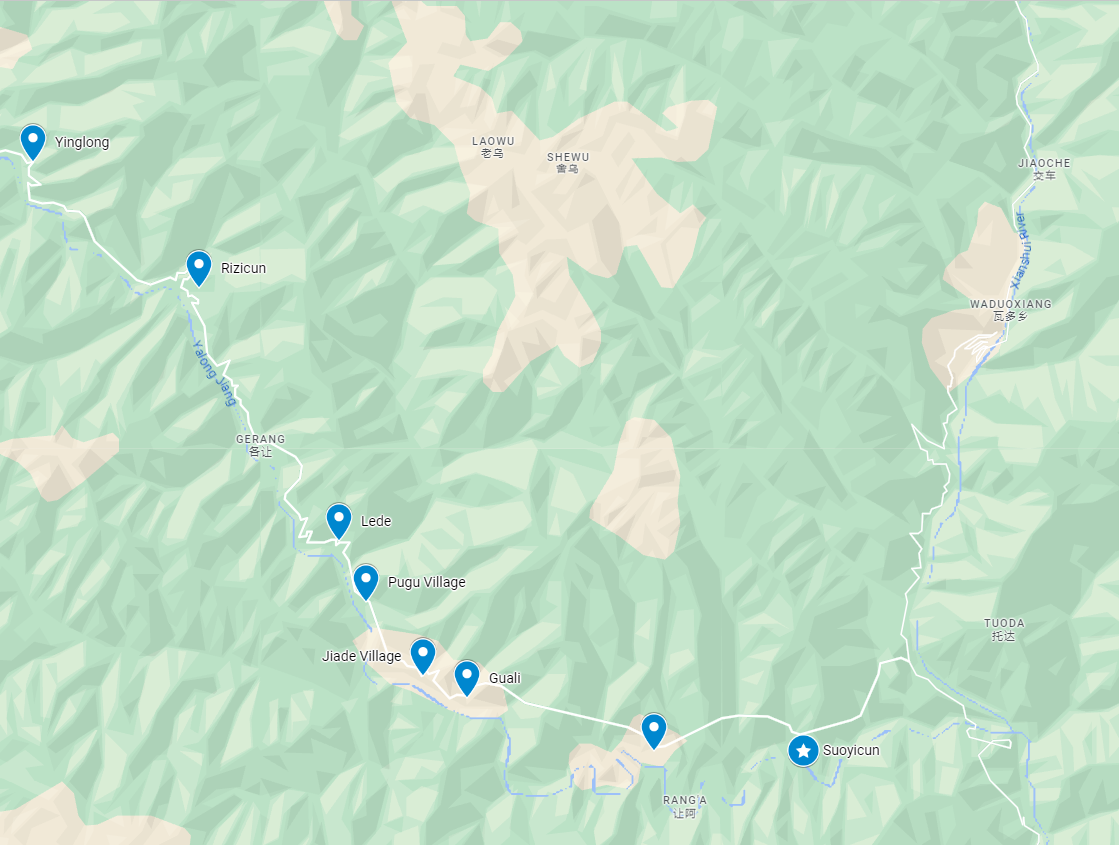 Yinglong
LAOWU
老乌
SHEWU
畲乌
JIAOCHE
交车
Xianshui River
Rizicun
WADUOXIANG
瓦多乡
Yalong Jiang
GERANG
各让
Lede
Pugu Village
TUODA
托达
Jiade Village
Guali
Suoyicun
RANG'A
让阿